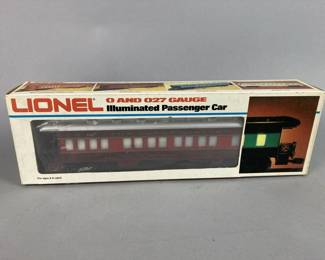 LIONEL
O AND O27 GAUGE
Illuminated Passenger Car